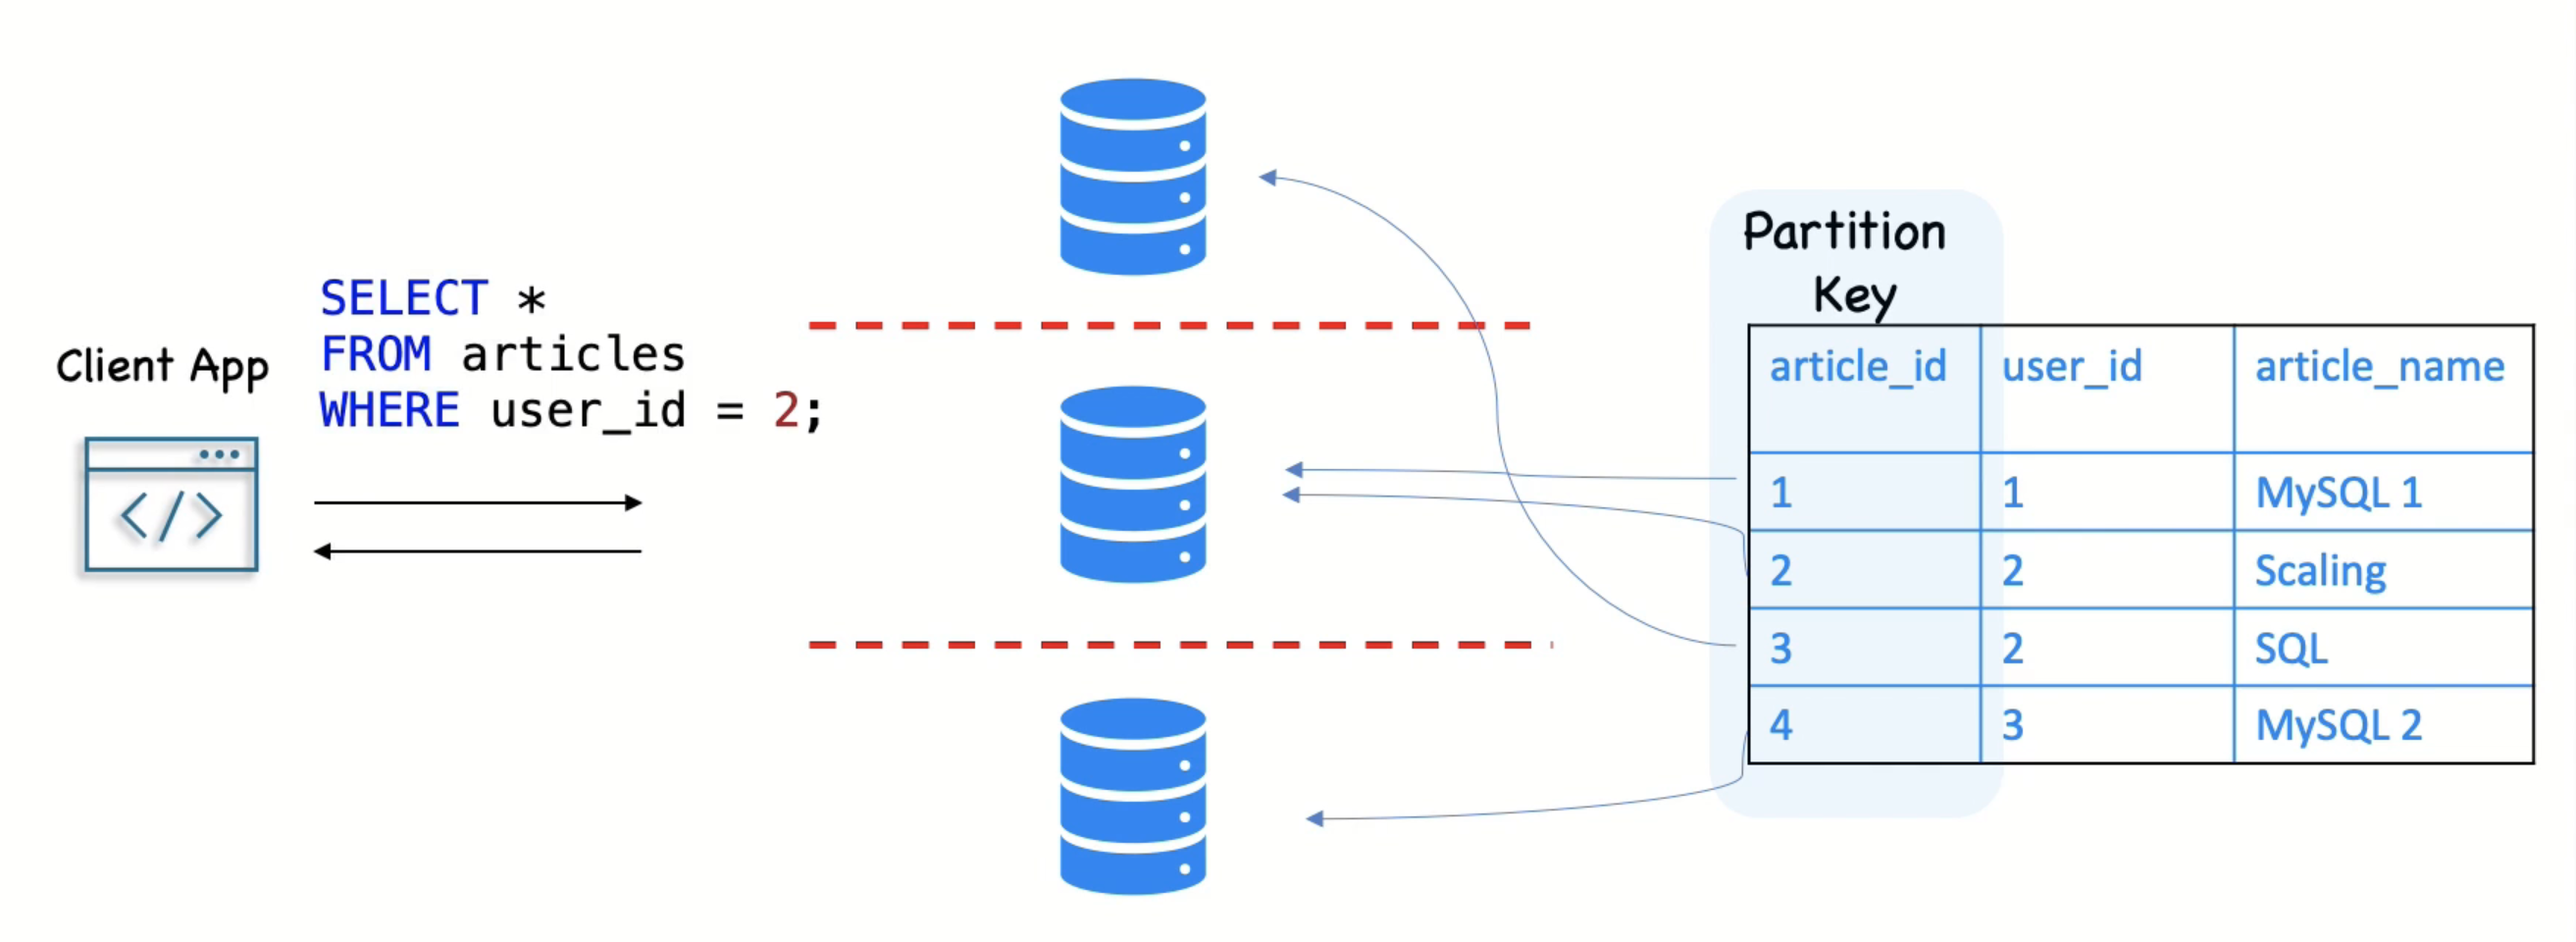 Client App
SELECT *
FROM articles
WHERE user_id = 2;
</>
Partition
Key
article_id user_id article_name
1 1 MySQL 1
2 2 Scaling
3 2 SQL
4 3 MySQL 2